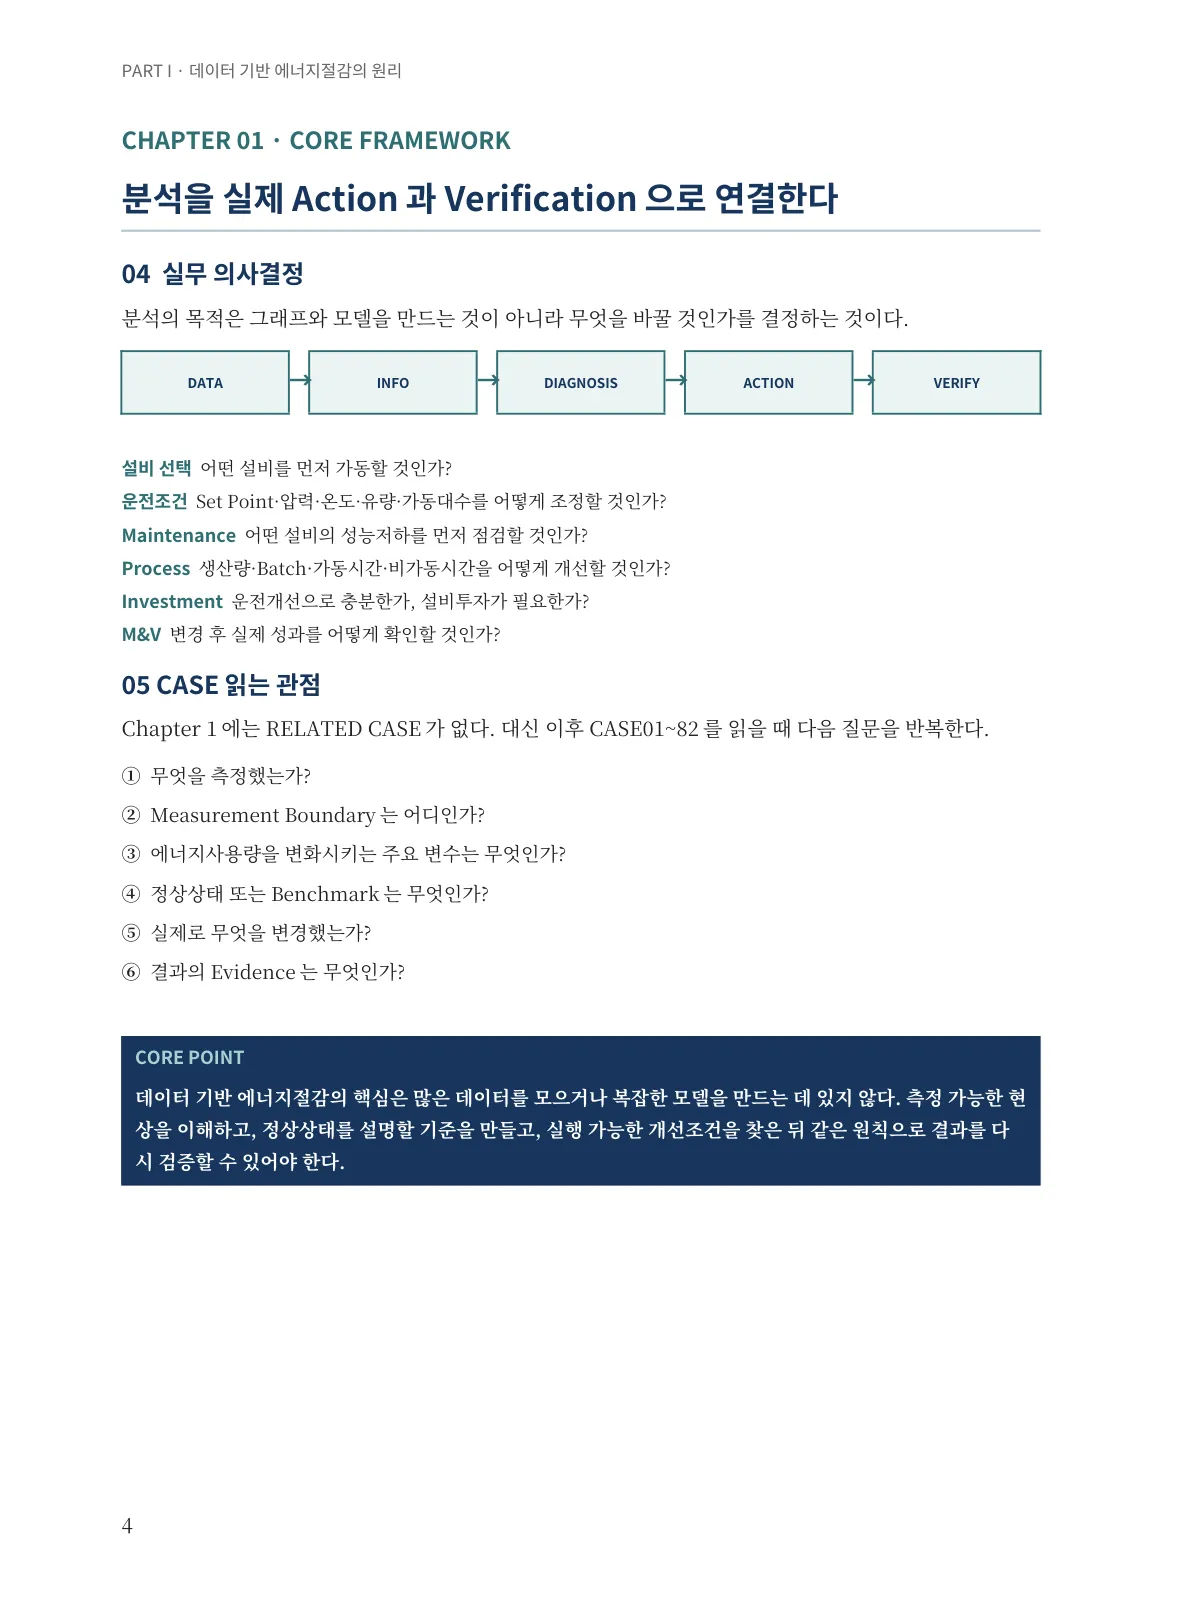 PART I · 데이터 기반 에너지절감의 원리
CHAPTER 01 · CORE FRAMEWORK
분석을 실제 Action 과 Verification 으로 연결한다
04 실무 의사결정
분석의 목적은 그래프와 모델을 만드는 것이 아니라 무엇을 바꿀 것인가를 결정하는 것이다.
DATA → INFO → DIAGNOSIS → ACTION → VERIFY
설비 선택 어떤 설비를 먼저 가동할 것인가?
운전조건 Set Point·압력·온도·유량·가동대수를 어떻게 조정할 것인가?
Maintenance 어떤 설비의 성능저하를 먼저 점검할 것인가?
Process 생산량·Batch·가동시간·비가동시간을 어떻게 개선할 것인가?
Investment 운전개선으로 충분한가, 설비투자가 필요한가?
M&V 변경 후 실제 성과를 어떻게 확인할 것인가?
05 CASE 읽는 관점
Chapter 1 에는 RELATED CASE 가 없다. 대신 이후 CASE01~82 를 읽을 때 다음 질문을 반복한다.
① 무엇을 측정했는가?
② Measurement Boundary 는 어디인가?
③ 에너지사용량을 변화시키는 주요 변수는 무엇인가?
④ 정상상태 또는 Benchmark 는 무엇인가?
⑤ 실제로 무엇을 변경했는가?
⑥ 결과의 Evidence 는 무엇인가?
CORE POINT
데이터 기반 에너지절감의 핵심은 많은 데이터를 모으거나 복잡한 모델을 만드는 데 있지 않다. 측정 가능한 현
상을 이해하고, 정상상태를 설명할 기준을 만들고, 실행 가능한 개선조건을 찾은 뒤 같은 원칙으로 결과를 다
시 검증할 수 있어야 한다.
4